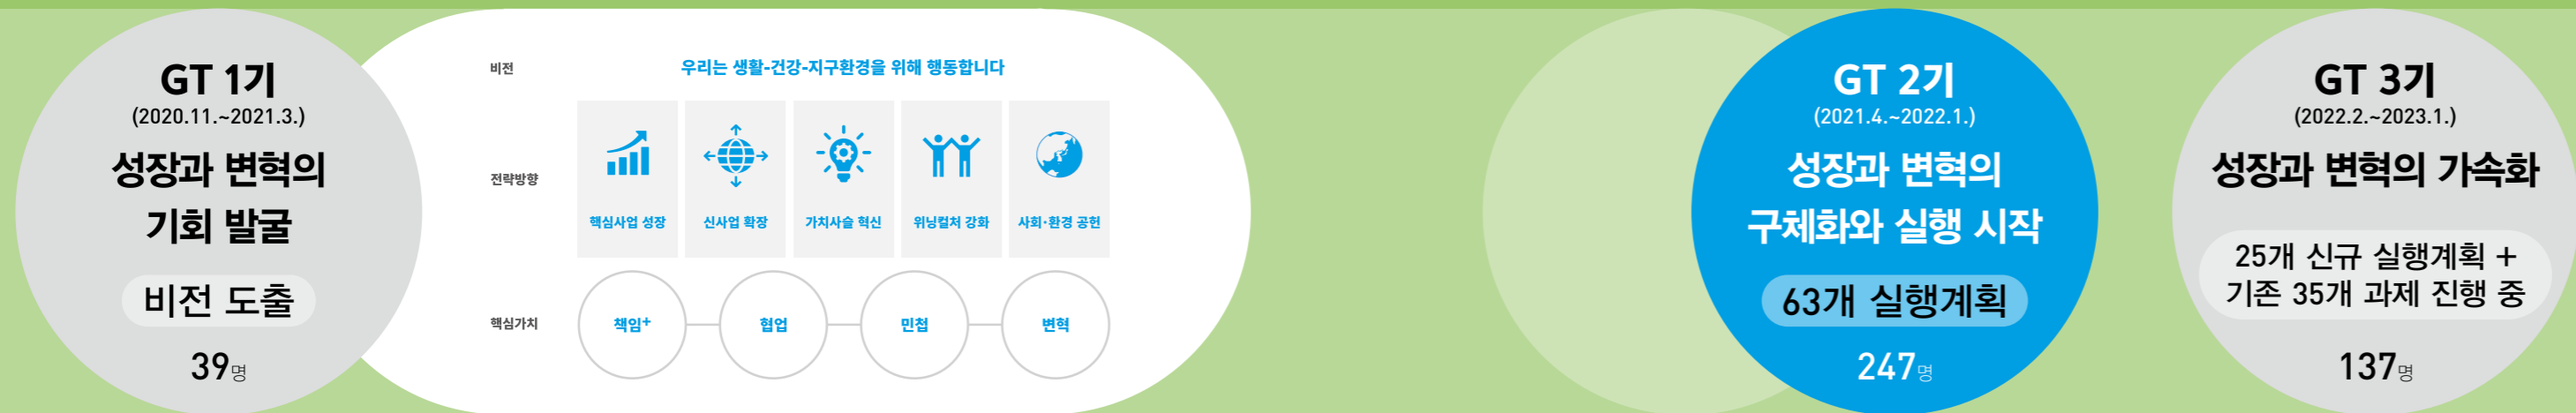 GT 1기
(2020.11.~2021.3.)
성장과 변혁의
기회 발굴
비전 도출
39명
비전
우리는 생활-건강-지구환경을 위해 행동합니다
전략방향
핵심사업 성장
신사업 확장
가치사슬 혁신
위닝컬처 강화
사회·환경 공헌
핵심가치
책임+
협업
민첩
변혁
GT 2기
(2021.4.~2022.1.)
성장과 변혁의
구체화와 실행 시작
63개 실행계획
247명
GT 3기
(2022.2.~2023.1.)
성장과 변혁의 가속화
25개 신규 실행계획 +
기존 35개 과제 진행 중
137명